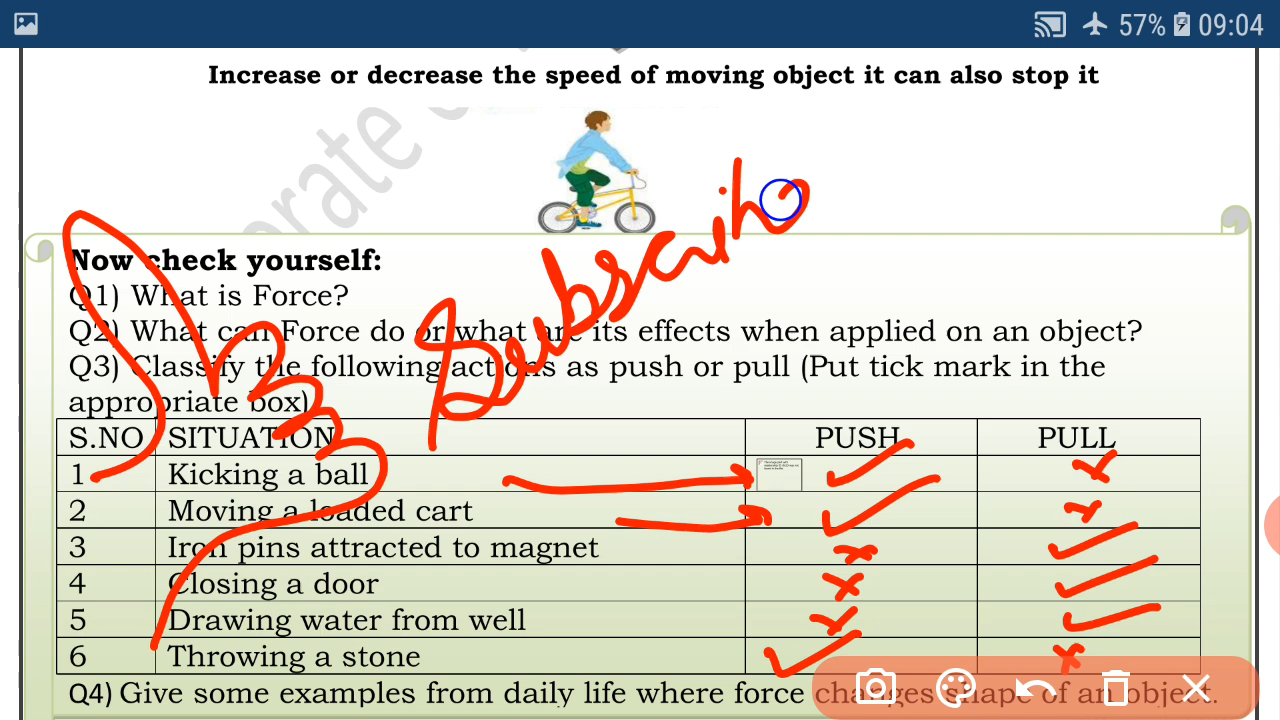 57% 09:04
Increase or decrease the speed of moving object it can also stop it
orate
Now check yourself:
Q1) What is Force?
Q2) What can Force do or what are its effects when applied on an object?
Q3) Classify the following actions as push or pull (Put tick mark in the
appropriate box)
S.NO SITUATION PUSH PULL
1 Kicking a ball
2 Moving a loaded cart
3 Iron pins attracted to magnet
4 Closing a door
5 Drawing water from well
6 Throwing a stone
Q4) Give some examples from daily life where force changes shape of an object.